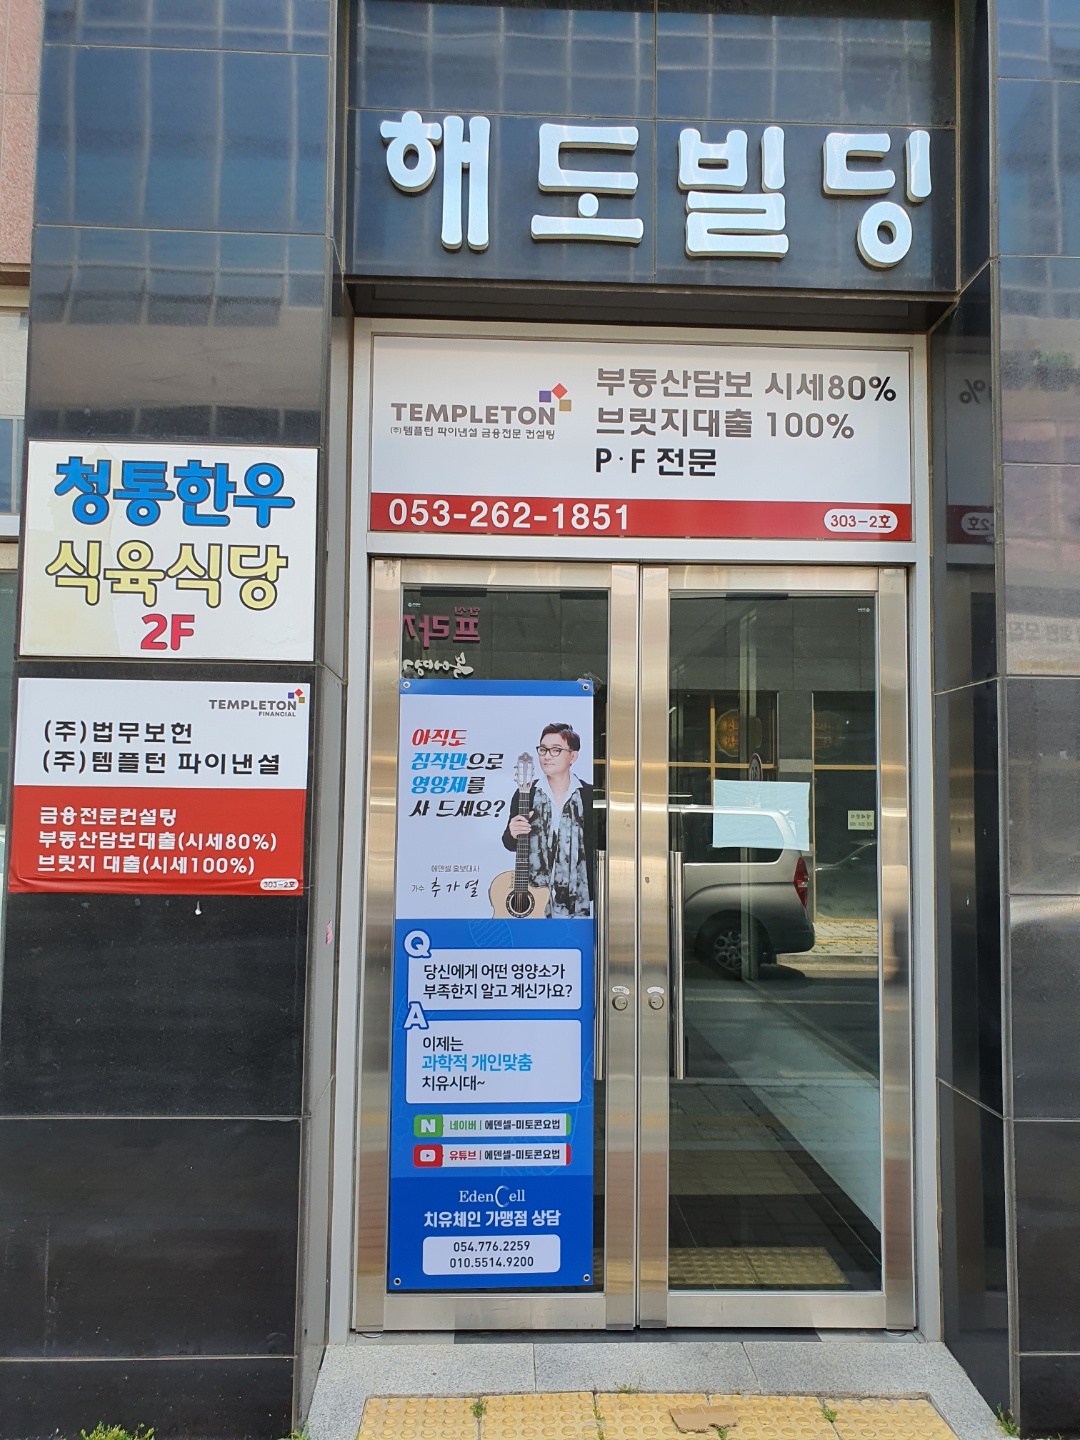 해도빌딩
TEMPLETON
(주)템플턴 파이낸셜 금융전문 컨설팅
부동산담보 시세80%
브릿지대출 100%
P·F 전문
053-262-1851
303-2호
청통한우
식육식당
2F
TEMPLETON
FINANCIAL
(주)법무보헌
(주)템플턴 파이낸셜
금융전문컨설팅
부동산담보대출(시세80%)
브릿지 대출(시세100%)
303-2호
아직도
짐작만으로
영양제를
사 드세요?
에덴셀 홍보대사
가수 추가열
Q
당신에게 어떤 영양소가
부족한지 알고 계신가요?
A
이제는
과학적 개인맞춤
치유시대~
N 네이버 | 에덴셀-미토콘요법
유튜브 | 에덴셀-미토콘요법
EdenCell
치유체인 가맹점 상담
054.776.2259
010.5514.9200